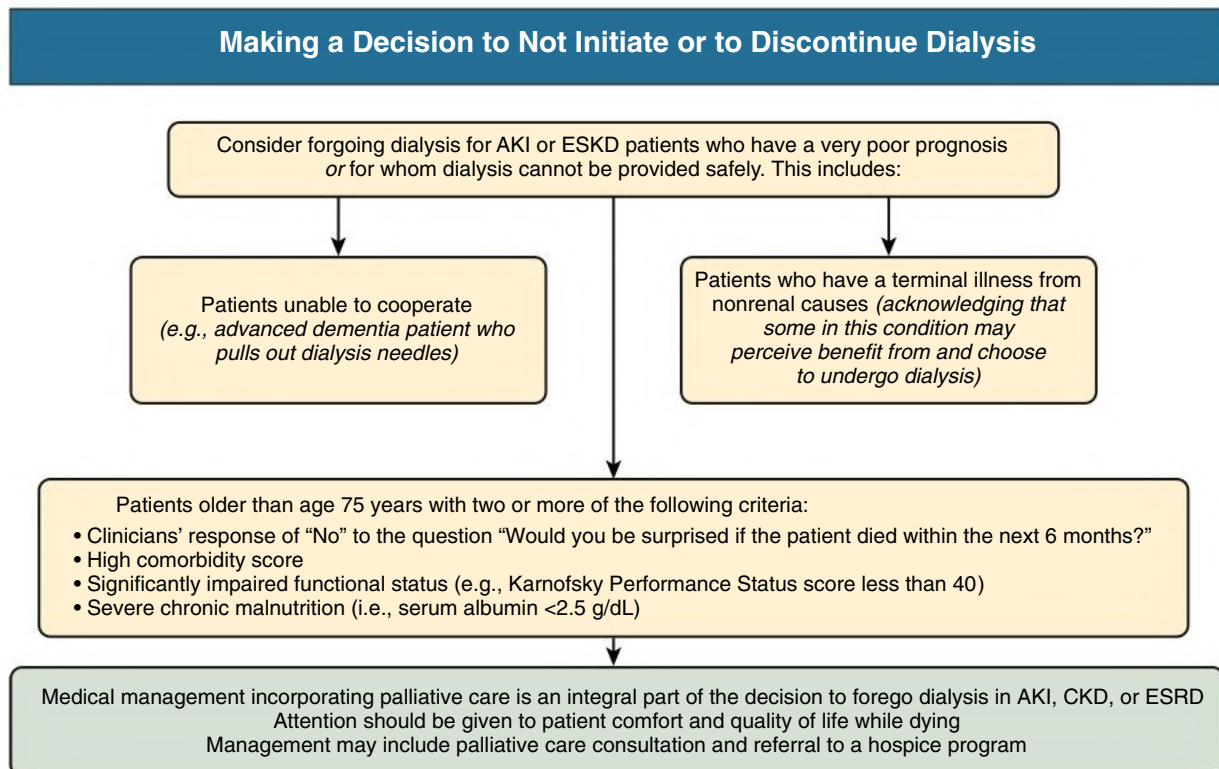 Making a Decision to Not Initiate or to Discontinue Dialysis
Consider forgoing dialysis for AKI or ESKD patients who have a very poor prognosis
or for whom dialysis cannot be provided safely. This includes:
Patients unable to cooperate
(e.g., advanced dementia patient who
pulls out dialysis needles)
Patients who have a terminal illness from
nonrenal causes (acknowledging that
some in this condition may
perceive benefit from and choose
to undergo dialysis)
Patients older than age 75 years with two or more of the following criteria:
• Clinicians’ response of “No” to the question “Would you be surprised if the patient died within the next 6 months?”
• High comorbidity score
• Significantly impaired functional status (e.g., Karnofsky Performance Status score less than 40)
• Severe chronic malnutrition (i.e., serum albumin <2.5 g/dL)
Medical management incorporating palliative care is an integral part of the decision to forego dialysis in AKI, CKD, or ESRD
Attention should be given to patient comfort and quality of life while dying
Management may include palliative care consultation and referral to a hospice program